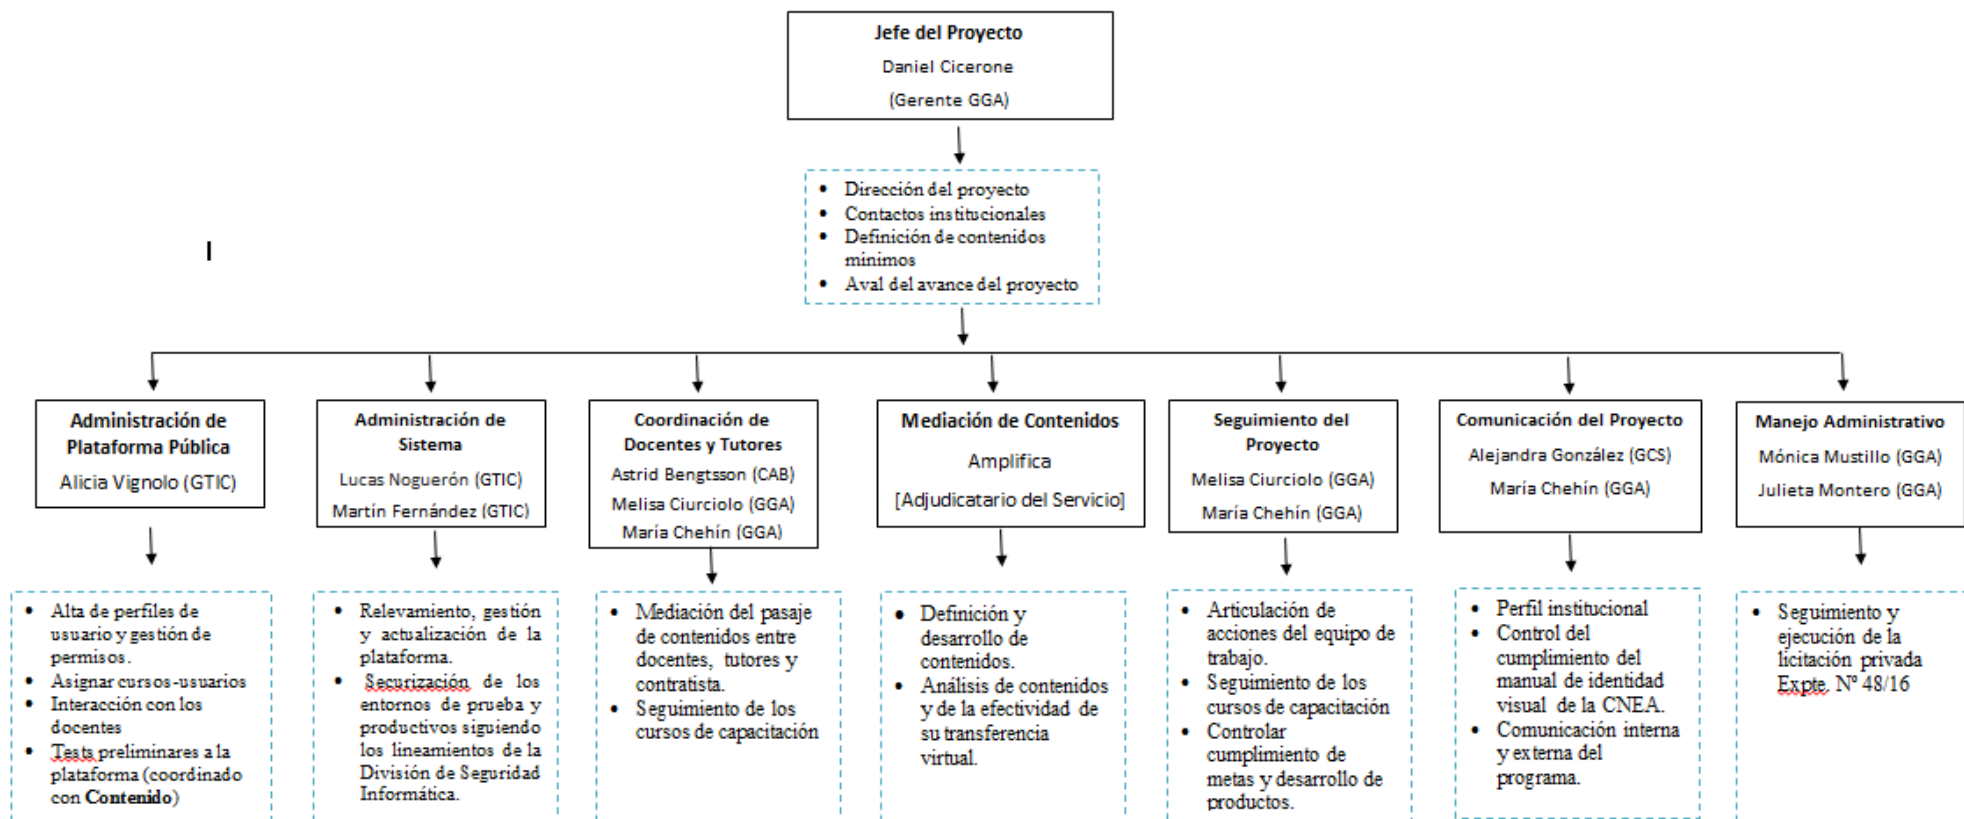 Jefe del Proyecto
Daniel Cicerone
(Gerente GGA)
• Dirección del proyecto
• Contactos institucionales
• Definición de contenidos
mínimos
• Aval del avance del proyecto
Administración de
Plataforma Pública
Alicia Vignolo (GTIC)
• Alta de perfiles de
usuario y gestión de
permisos.
• Asignar cursos-usuarios
• Interacción con los
docentes
• Tests preliminares a la
plataforma (coordinado
con Contenido)
Administración de
Sistema
Lucas Noguerón (GTIC)
Martín Fernández (GTIC)
• Relevamiento, gestión
y actualización de la
plataforma.
• Securización de los
entornos de prueba y
productivos siguiendo
los lineamientos de la
División de Seguridad
Informática.
Coordinación de
Docentes y Tutores
Astrid Bengtsson (CAB)
Melisa Ciurciolo (GGA)
María Chehín (GGA)
• Mediación del pasaje
de contenidos entre
docentes, tutores y
contratista.
• Seguimiento de los
cursos de capacitación
Mediación de Contenidos
Amplifica
[Adjudicatario del Servicio]
• Definición y
desarrollo de
contenidos.
• Análisis de contenidos
y de la efectividad de
su transferencia
virtual.
Seguimiento del
Proyecto
Melisa Ciurciolo (GGA)
María Chehín (GGA)
• Articulación de
acciones del equipo de
trabajo.
• Seguimiento de los
cursos de capacitación
• Controlar
cumplimiento de
metas y desarrollo de
productos.
Comunicación del Proyecto
Alejandra González (GCS)
María Chehín (GGA)
• Perfil institucional
• Control del
cumplimiento del
manual de identidad
visual de la CNEA.
• Comunicación interna
y externa del
programa.
Manejo Administrativo
Mónica Mustillo (GGA)
Julieta Montero (GGA)
• Seguimiento y
ejecución de la
licitación privada
Expte. Nº 48/16